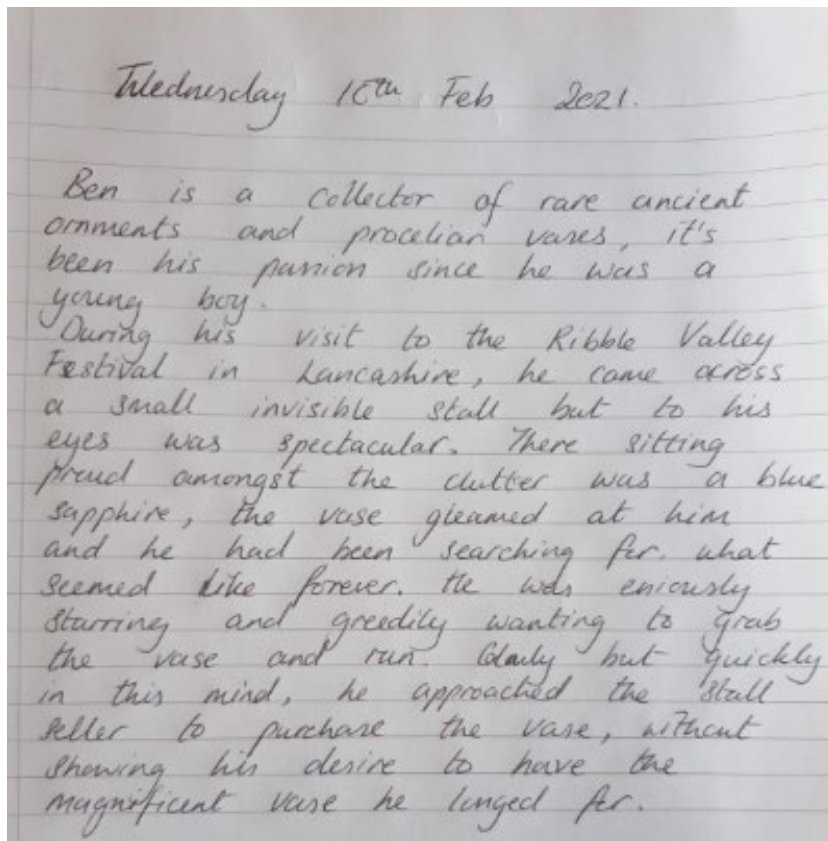 Wednesday 10th Feb 2021.
Ben is a collector of rare ancient
ornments and procelian vases, it's
been his passion since he was a
young boy.
During his visit to the Ribble Valley
Festival in Lancashire, he came across
a small invisible stall but to his
eyes was spectacular. There sitting
proud amongst the clutter was a blue
sapphire, the vase gleamed at him
and he had been searching for. what
seemed like forever. He was eniously
starring and greedily wanting to grab
the vase and run. but quickly
in this mind, he approached the stall
seller to purchase the vase, without
showing his desire to have the
magnificent vase he longed for.